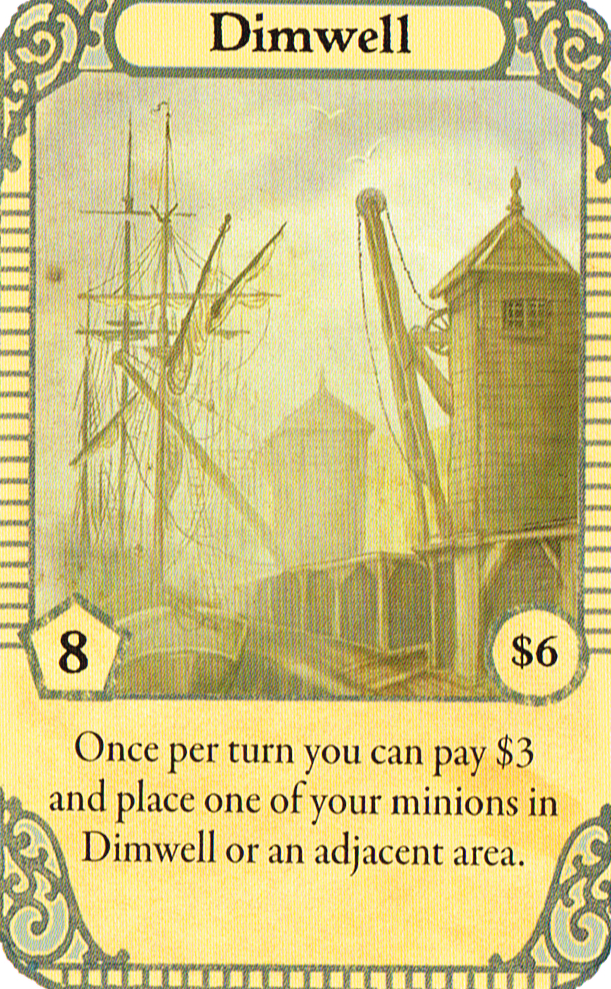 Dimwell
8
$6
Once per turn you can pay $3
and place one of your minions in
Dimwell or an adjacent area.